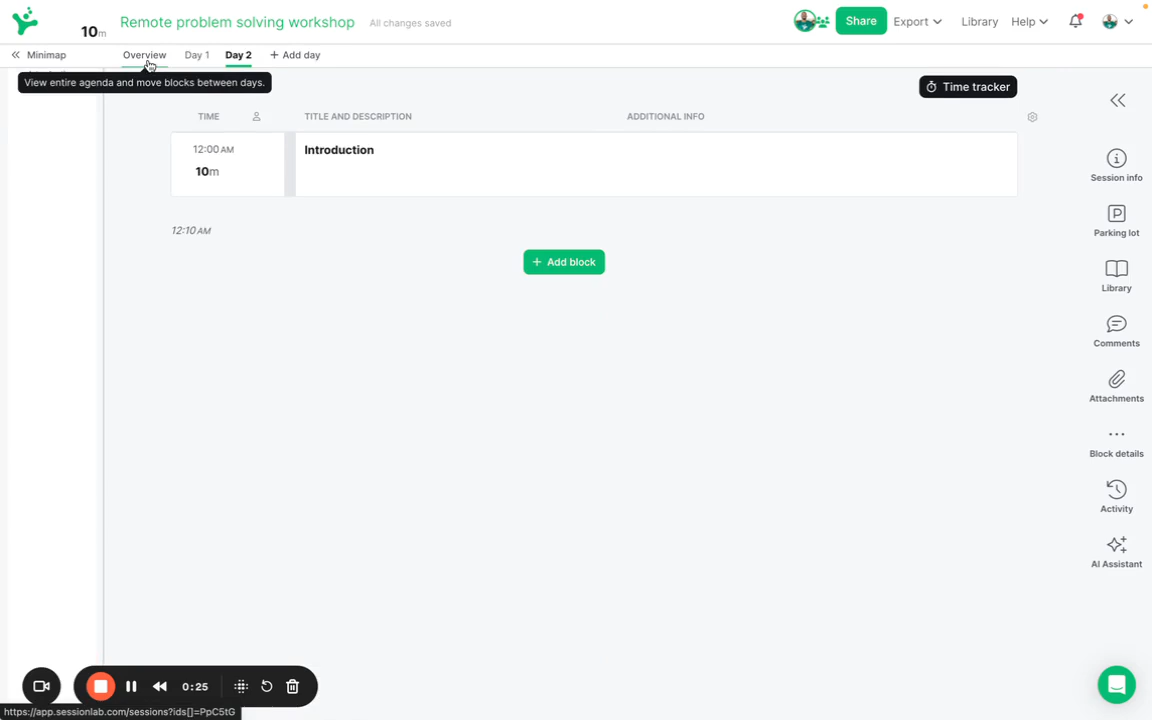 10m
Remote problem solving workshop
All changes saved
Share
Export
Library
Help
Minimap
Overview
Day 1
Day 2
+ Add day
View entire agenda and move blocks between days.
Time tracker
TIME
TITLE AND DESCRIPTION
ADDITIONAL INFO
12:00 AM
10m
Introduction
12:10 AM
+ Add block
Session info
P
Parking lot
Library
Comments
Attachments
Block details
Activity
AI Assistant
0:25
https://app.sessionlab.com/sessions?ids[]=PpC5tG